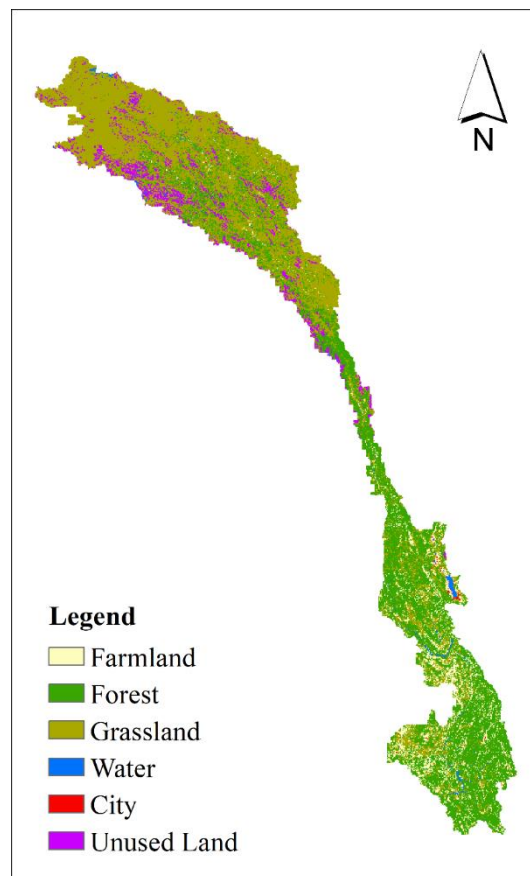 N
Legend
Farmland
Forest
Grassland
Water
City
Unused Land